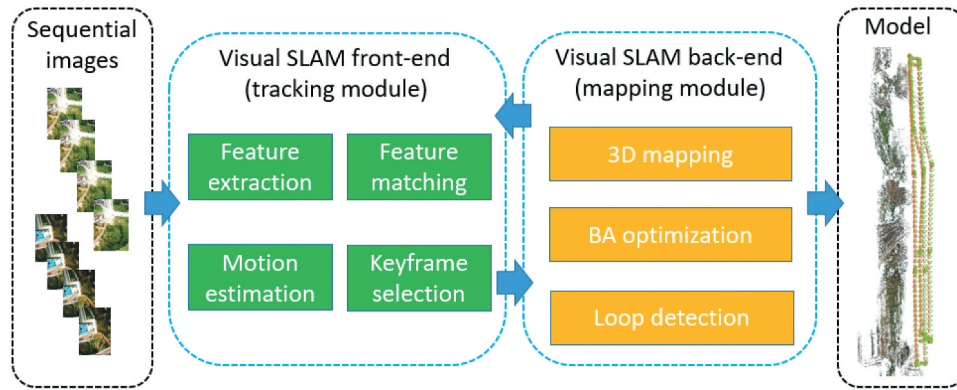 Sequential
images
Visual SLAM front-end
(tracking module)
Feature
extraction
Feature
matching
Motion
estimation
Keyframe
selection
Visual SLAM back-end
(mapping module)
3D mapping
BA optimization
Loop detection
Model